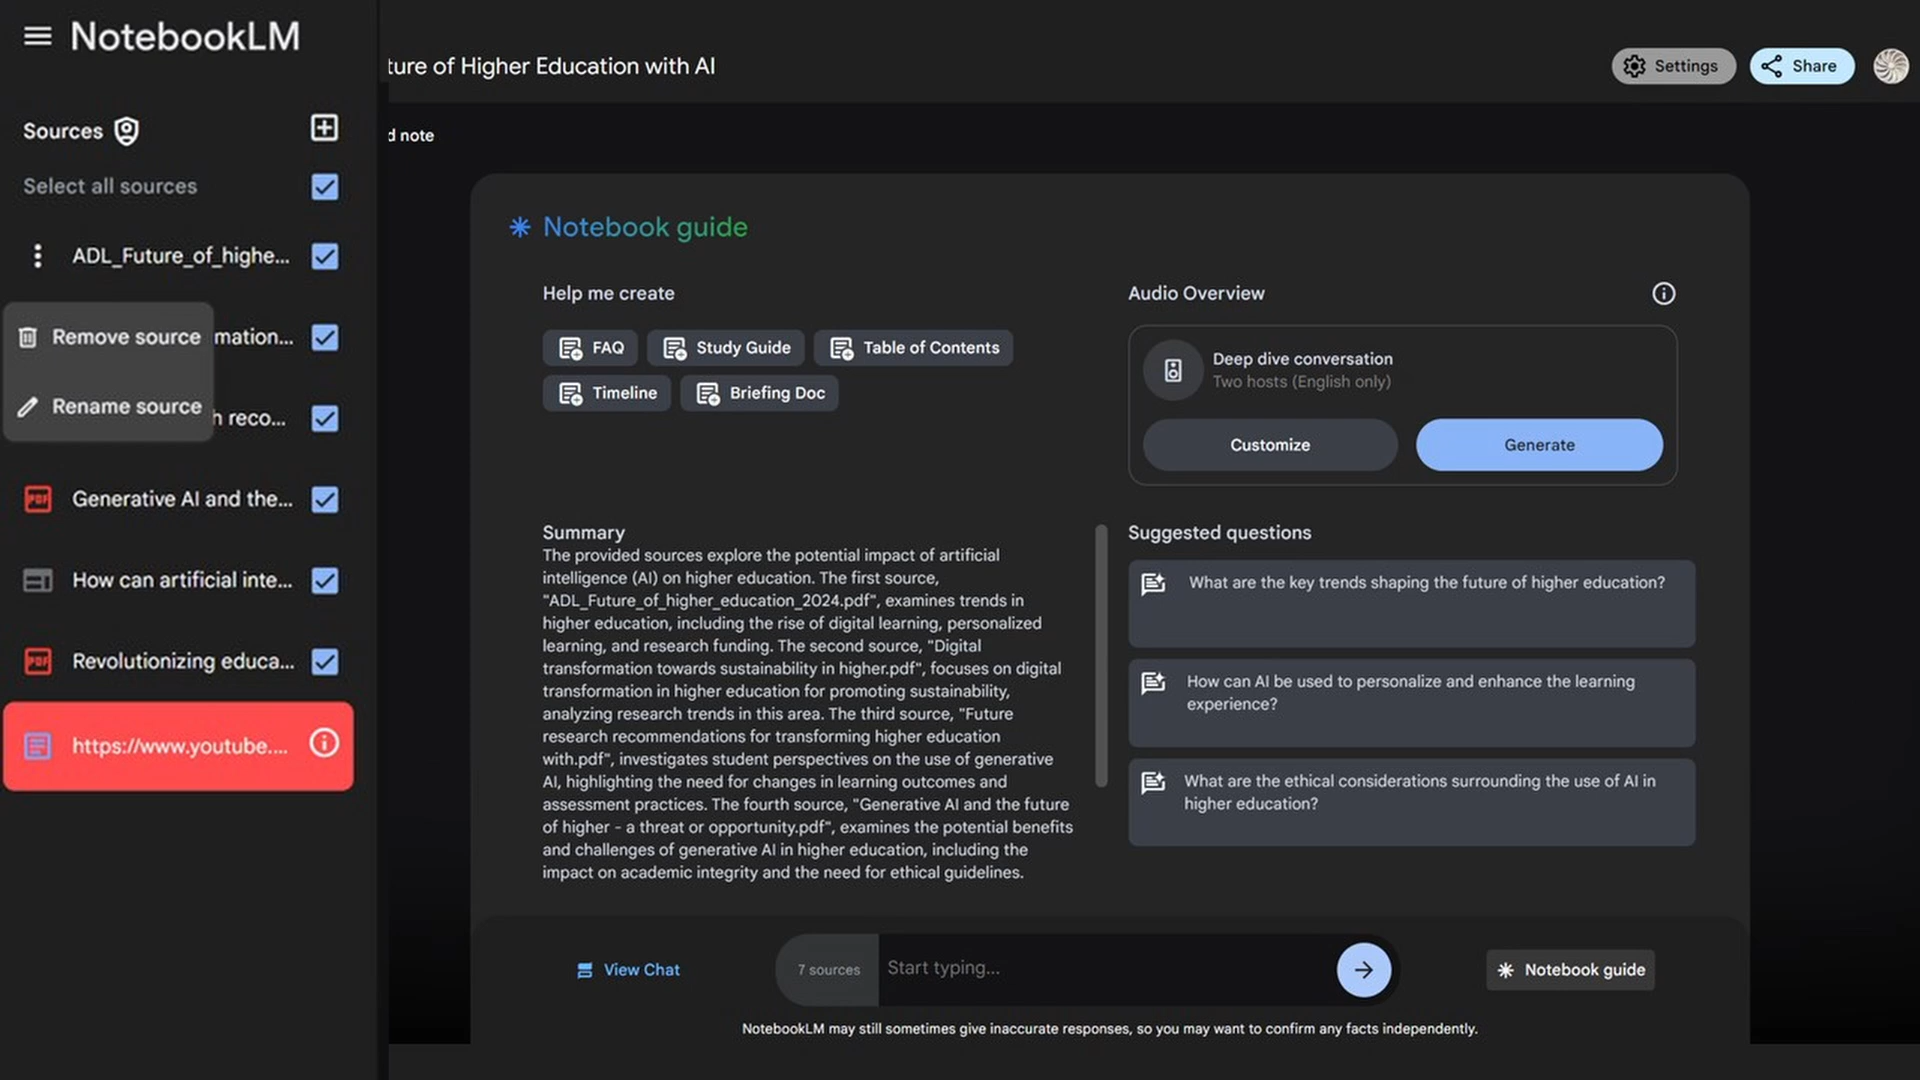 NotebookLM
ture of Higher Education with AI
Settings
Share
Sources
d note
Select all sources
ADL_Future_of_highe...
Remove source
mation...
Rename source
h reco...
Generative AI and the...
How can artificial inte...
Revolutionizing educa...
https://www.youtube....
Notebook guide
Help me create
FAQ
Study Guide
Table of Contents
Timeline
Briefing Doc
Audio Overview
Deep dive conversation
Two hosts (English only)
Customize
Generate
Summary
The provided sources explore the potential impact of artificial
intelligence (AI) on higher education. The first source,
"ADL_Future_of_higher_education_2024.pdf", examines trends in
higher education, including the rise of digital learning, personalized
learning, and research funding. The second source, "Digital
transformation towards sustainability in higher.pdf", focuses on digital
transformation in higher education for promoting sustainability,
analyzing research trends in this area. The third source, "Future
research recommendations for transforming higher education
with.pdf", investigates student perspectives on the use of generative
AI, highlighting the need for changes in learning outcomes and
assessment practices. The fourth source, "Generative AI and the future
of higher - a threat or opportunity.pdf", examines the potential benefits
and challenges of generative AI in higher education, including the
impact on academic integrity and the need for ethical guidelines.
Suggested questions
What are the key trends shaping the future of higher education?
How can AI be used to personalize and enhance the learning
experience?
What are the ethical considerations surrounding the use of AI in
higher education?
View Chat
7 sources
Start typing...
Notebook guide
NotebookLM may still sometimes give inaccurate responses, so you may want to confirm any facts independently.
PDF
PDF